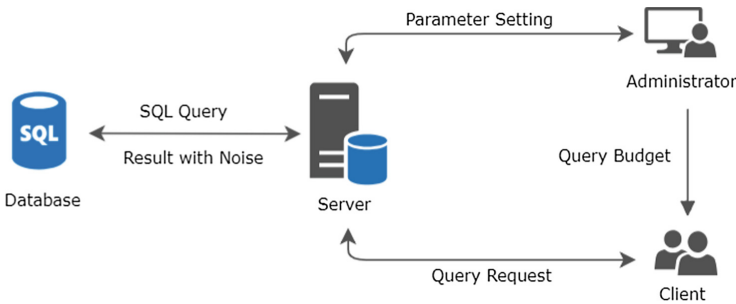 Parameter Setting
Administrator
SQL Query
SQL
Result with Noise
Query Budget
Database
Server
Query Request
Client